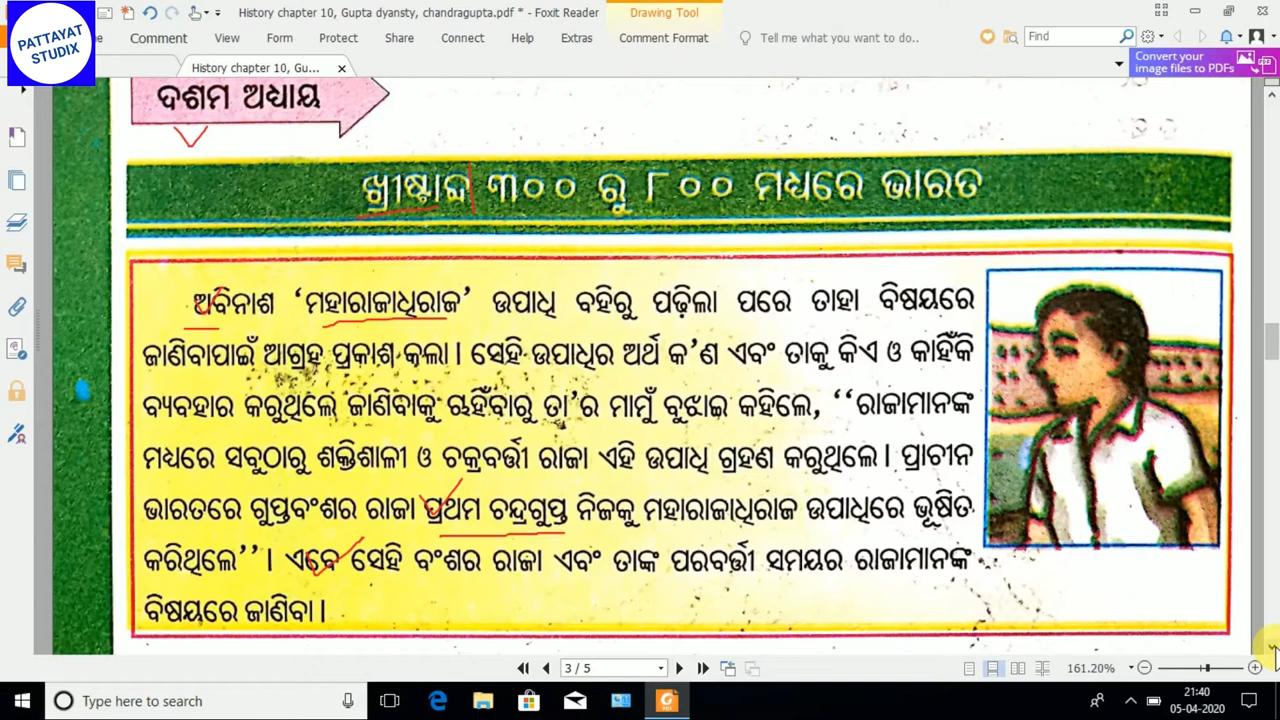 History chapter 10, Gupta dyansty, chandragupta.pdf * - Foxit Reader
Drawing Tool
PATTAYAT STUDIX
Comment View Form Protect Share Connect Help Extras Comment Format Tell me what you want to do... Find
History chapter 10, Gu...
Convert your
image files to PDFs
ଦଶମ ଅଧ୍ୟାୟ
ଖ୍ରୀଷ୍ଟାବ୍ଦ ୩୦୦ ରୁ ୮୦୦ ମଧ୍ୟରେ ଭାରତ
ଅବିନାଶ ‘ମହାରାଜାଧିରାଜ’ ଉପାଧି ବହିରୁ ପଢ଼ିଲା ପରେ ତାହା ବିଷୟରେ
ଜାଣିବାପାଇଁ ଆଗ୍ରହ ପ୍ରକାଶ କଲା। ସେହି ଉପାଧିର ଅର୍ଥ କ’ଣ ଏବଂ ତାକୁ କିଏ ଓ କାହିଁକି
ବ୍ୟବହାର କରୁଥିଲେ ଜାଣିବାକୁ ଚାହିଁବାରୁ ତା’ର ମାମୁଁ ବୁଝାଇ କହିଲେ, ‘‘ରାଜାମାନଙ୍କ
ମଧ୍ୟରେ ସବୁଠାରୁ ଶକ୍ତିଶାଳୀ ଓ ଚକ୍ରବର୍ତ୍ତୀ ରାଜା ଏହି ଉପାଧି ଗ୍ରହଣ କରୁଥିଲେ। ପ୍ରାଚୀନ
ଭାରତରେ ଗୁପ୍ତବଂଶର ରାଜା ପ୍ରଥମ ଚନ୍ଦ୍ରଗୁପ୍ତ ନିଜକୁ ମହାରାଜାଧିରାଜ ଉପାଧିରେ ଭୂଷିତ
କରିଥିଲେ’’। ଏବେ ସେହି ବଂଶର ରାଜା ଏବଂ ତାଙ୍କ ପରବର୍ତ୍ତୀ ସମୟର ରାଜାମାନଙ୍କ
ବିଷୟରେ ଜାଣିବା।
3 / 5 161.20%
Type here to search
21:40
05-04-2020